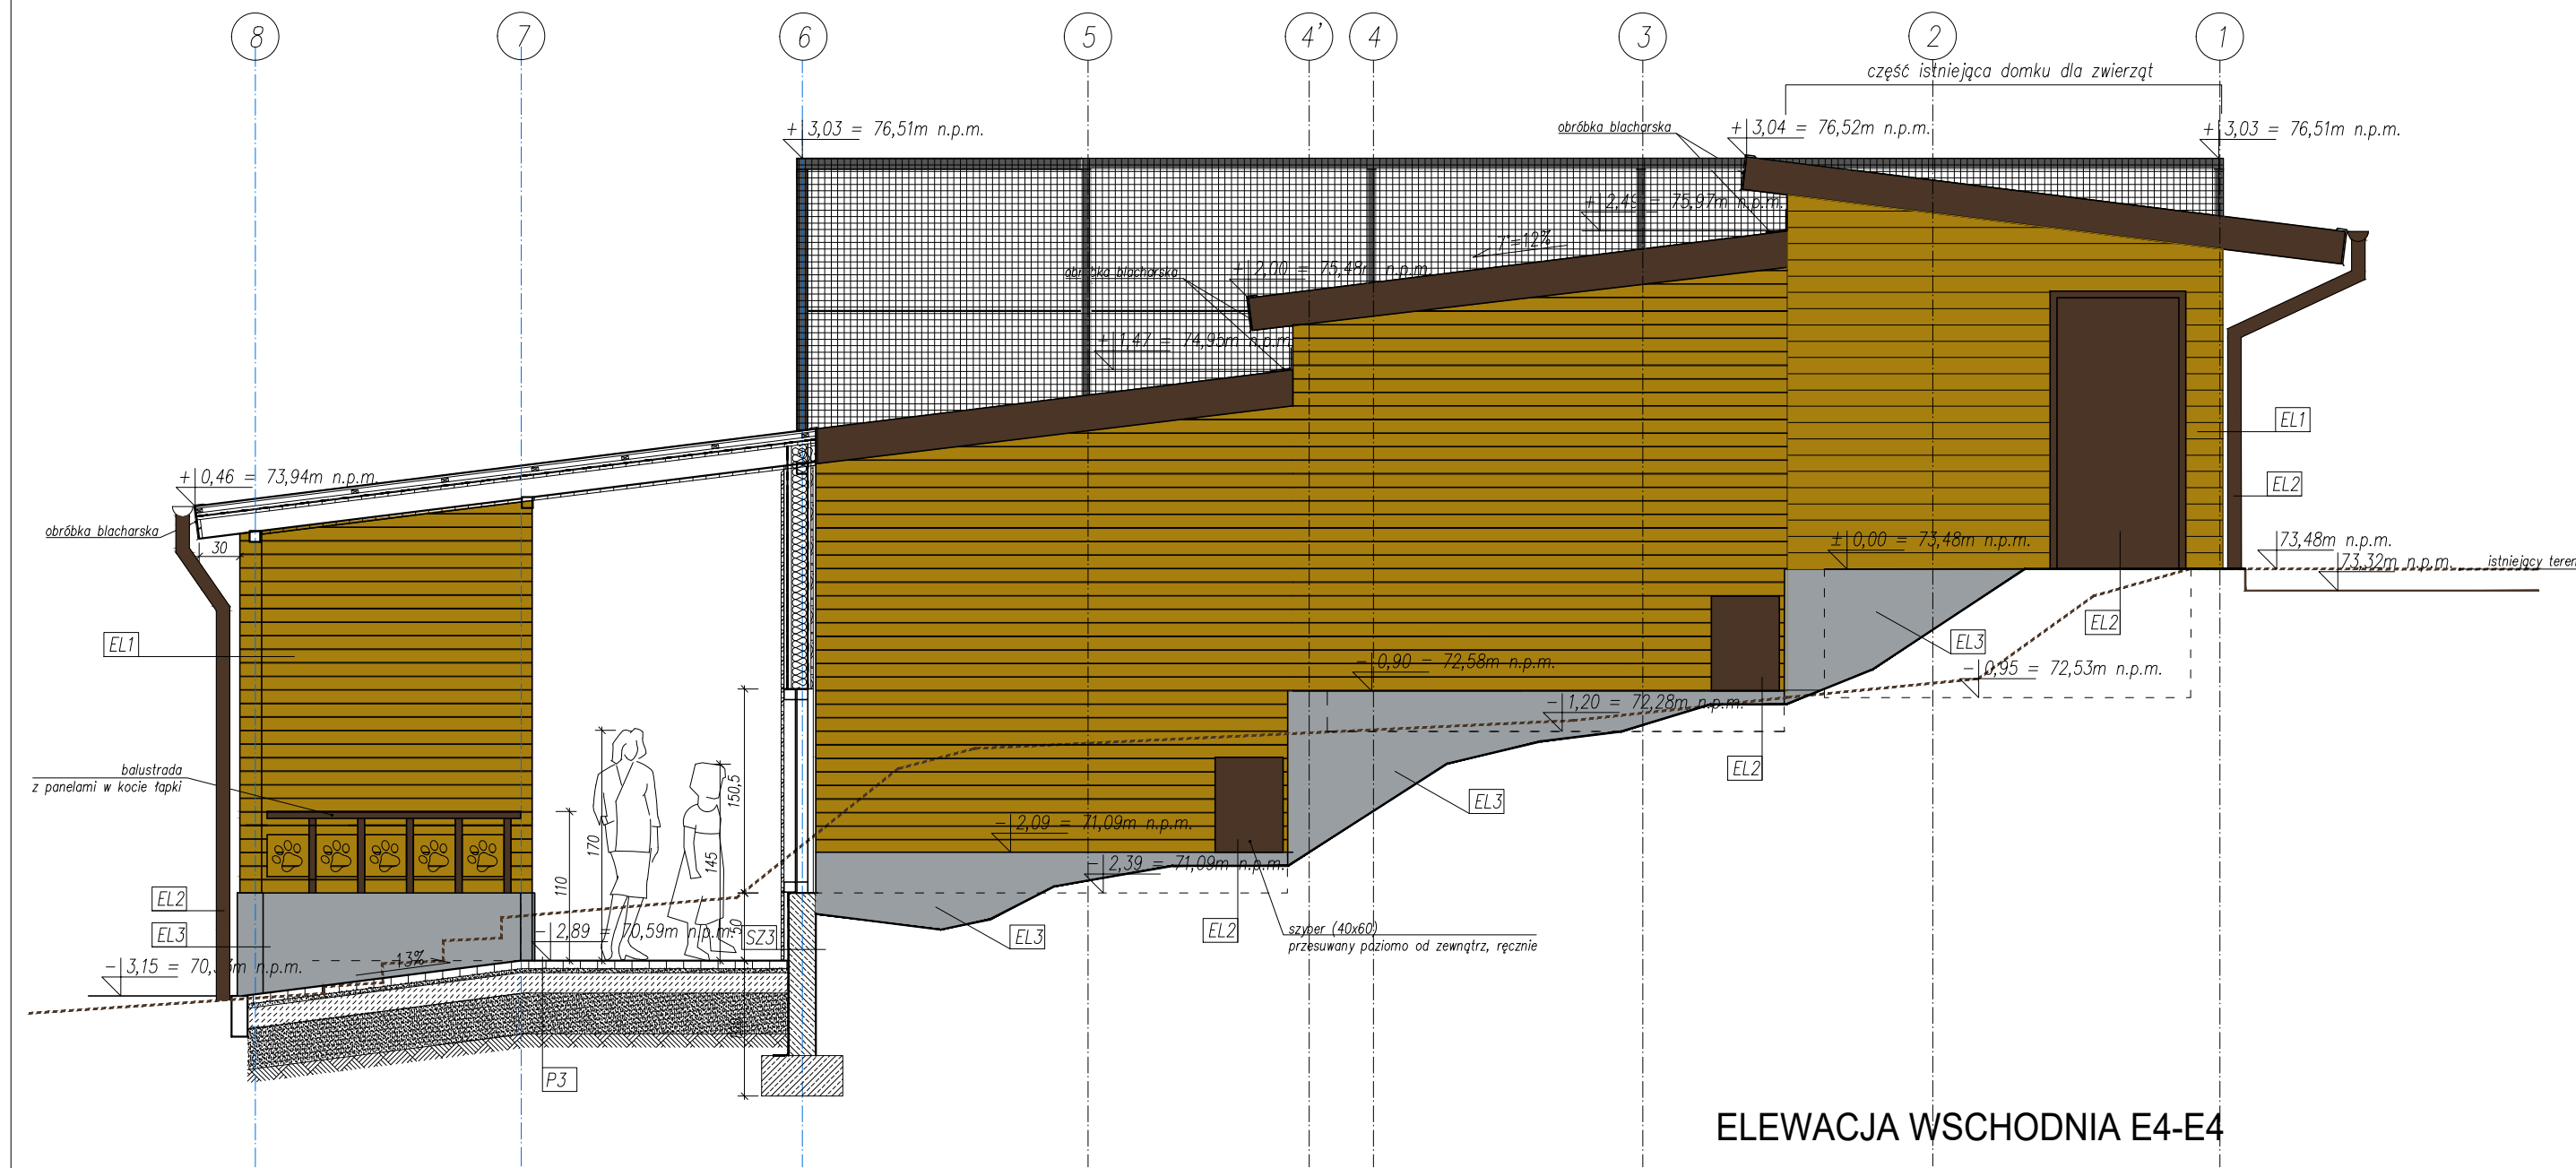 8
7
6
5
4'
4
3
2
1
część istniejąca domku dla zwierząt
+ 3,03 = 76,51m n.p.m.
obróbka blacharska
+ 3,04 = 76,52m n.p.m.
+ 3,03 = 76,51m n.p.m.
+ 2,49 = 75,97m n.p.m.
7°=12%
obróbka blacharska
+ 2,00 = 75,48m n.p.m.
+ 1,47 = 74,95m n.p.m.
EL1
+ 0,46 = 73,94m n.p.m.
EL2
obróbka blacharska
30
± 0,00 = 73,48m n.p.m.
73,48m n.p.m.
73,32m n.p.m.
istniejący teren
EL1
EL2
EL3
- 0,90 = 72,58m n.p.m.
- 0,95 = 72,53m n.p.m.
- 1,20 = 72,28m n.p.m.
balustrada
z panelami w kocie łapki
150,5
EL2
EL3
- 2,09 = 71,09m n.p.m.
170
145
110
- 2,39 = 71,09m n.p.m.
EL2
EL3
- 2,89 = 70,59m n.p.m.
50
SZ3
EL3
EL2
szyber (40x60)
przesuwany poziomo od zewnątrz, ręcznie
13%
- 3,15 = 70,33m n.p.m.
P3
ELEWACJA WSCHODNIA E4-E4